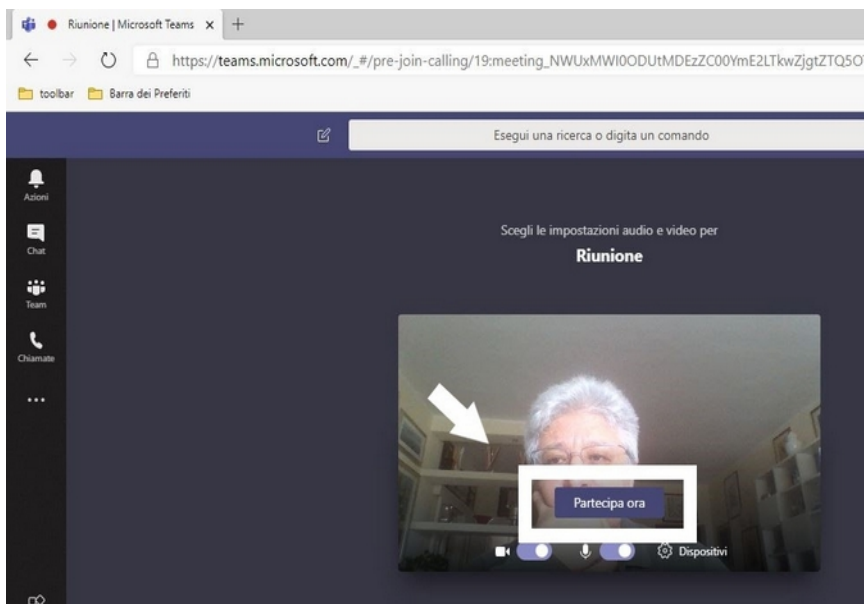 Riunione | Microsoft Teams
https://teams.microsoft.com/_#/pre-join-calling/19:meeting_NWUxMWI0ODUtMDEzZC00YmE2LTkwZjgtZTQ5O
toolbar Barra dei Preferiti
Esegui una ricerca o digita un comando
Azioni
Chat
Team
Chiamate
Scegli le impostazioni audio e video per
Riunione
Partecipa ora
Dispositivi